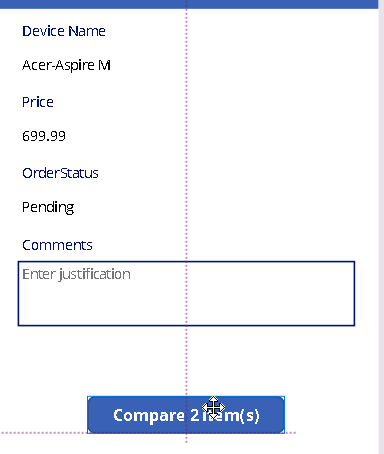 Device Name
Acer-Aspire M
Price
699.99
OrderStatus
Pending
Comments
Enter justification
Compare 2 item(s)